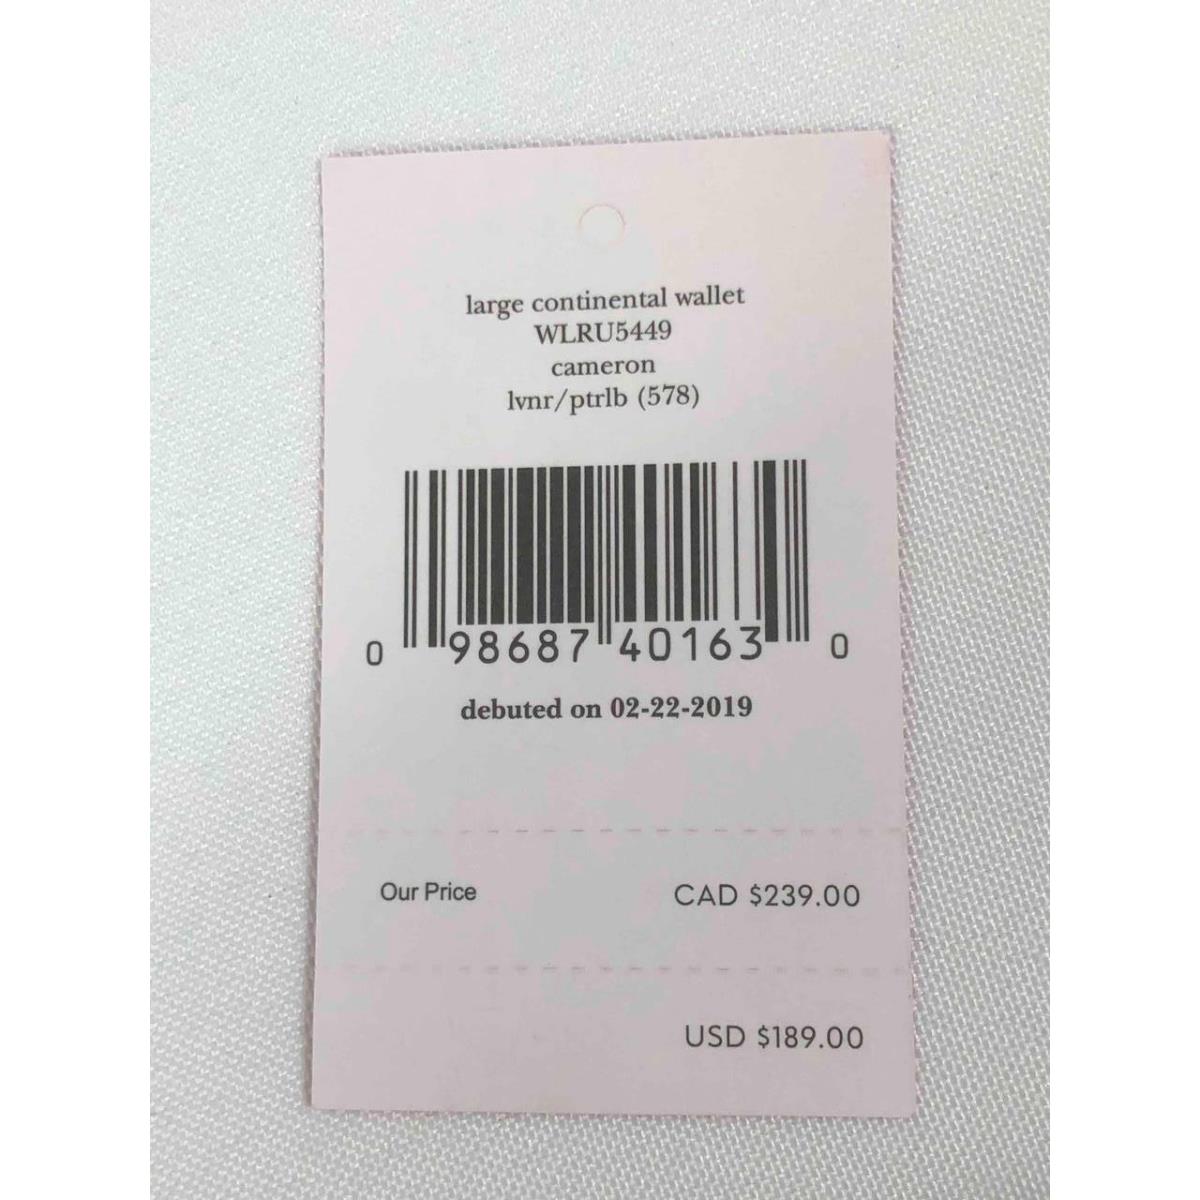 large continental wallet
WLRU5449
cameron
lvnr/ptrlb (578)
0 98687 40163 0
debuted on 02-22-2019
Our Price CAD $239.00
USD $189.00